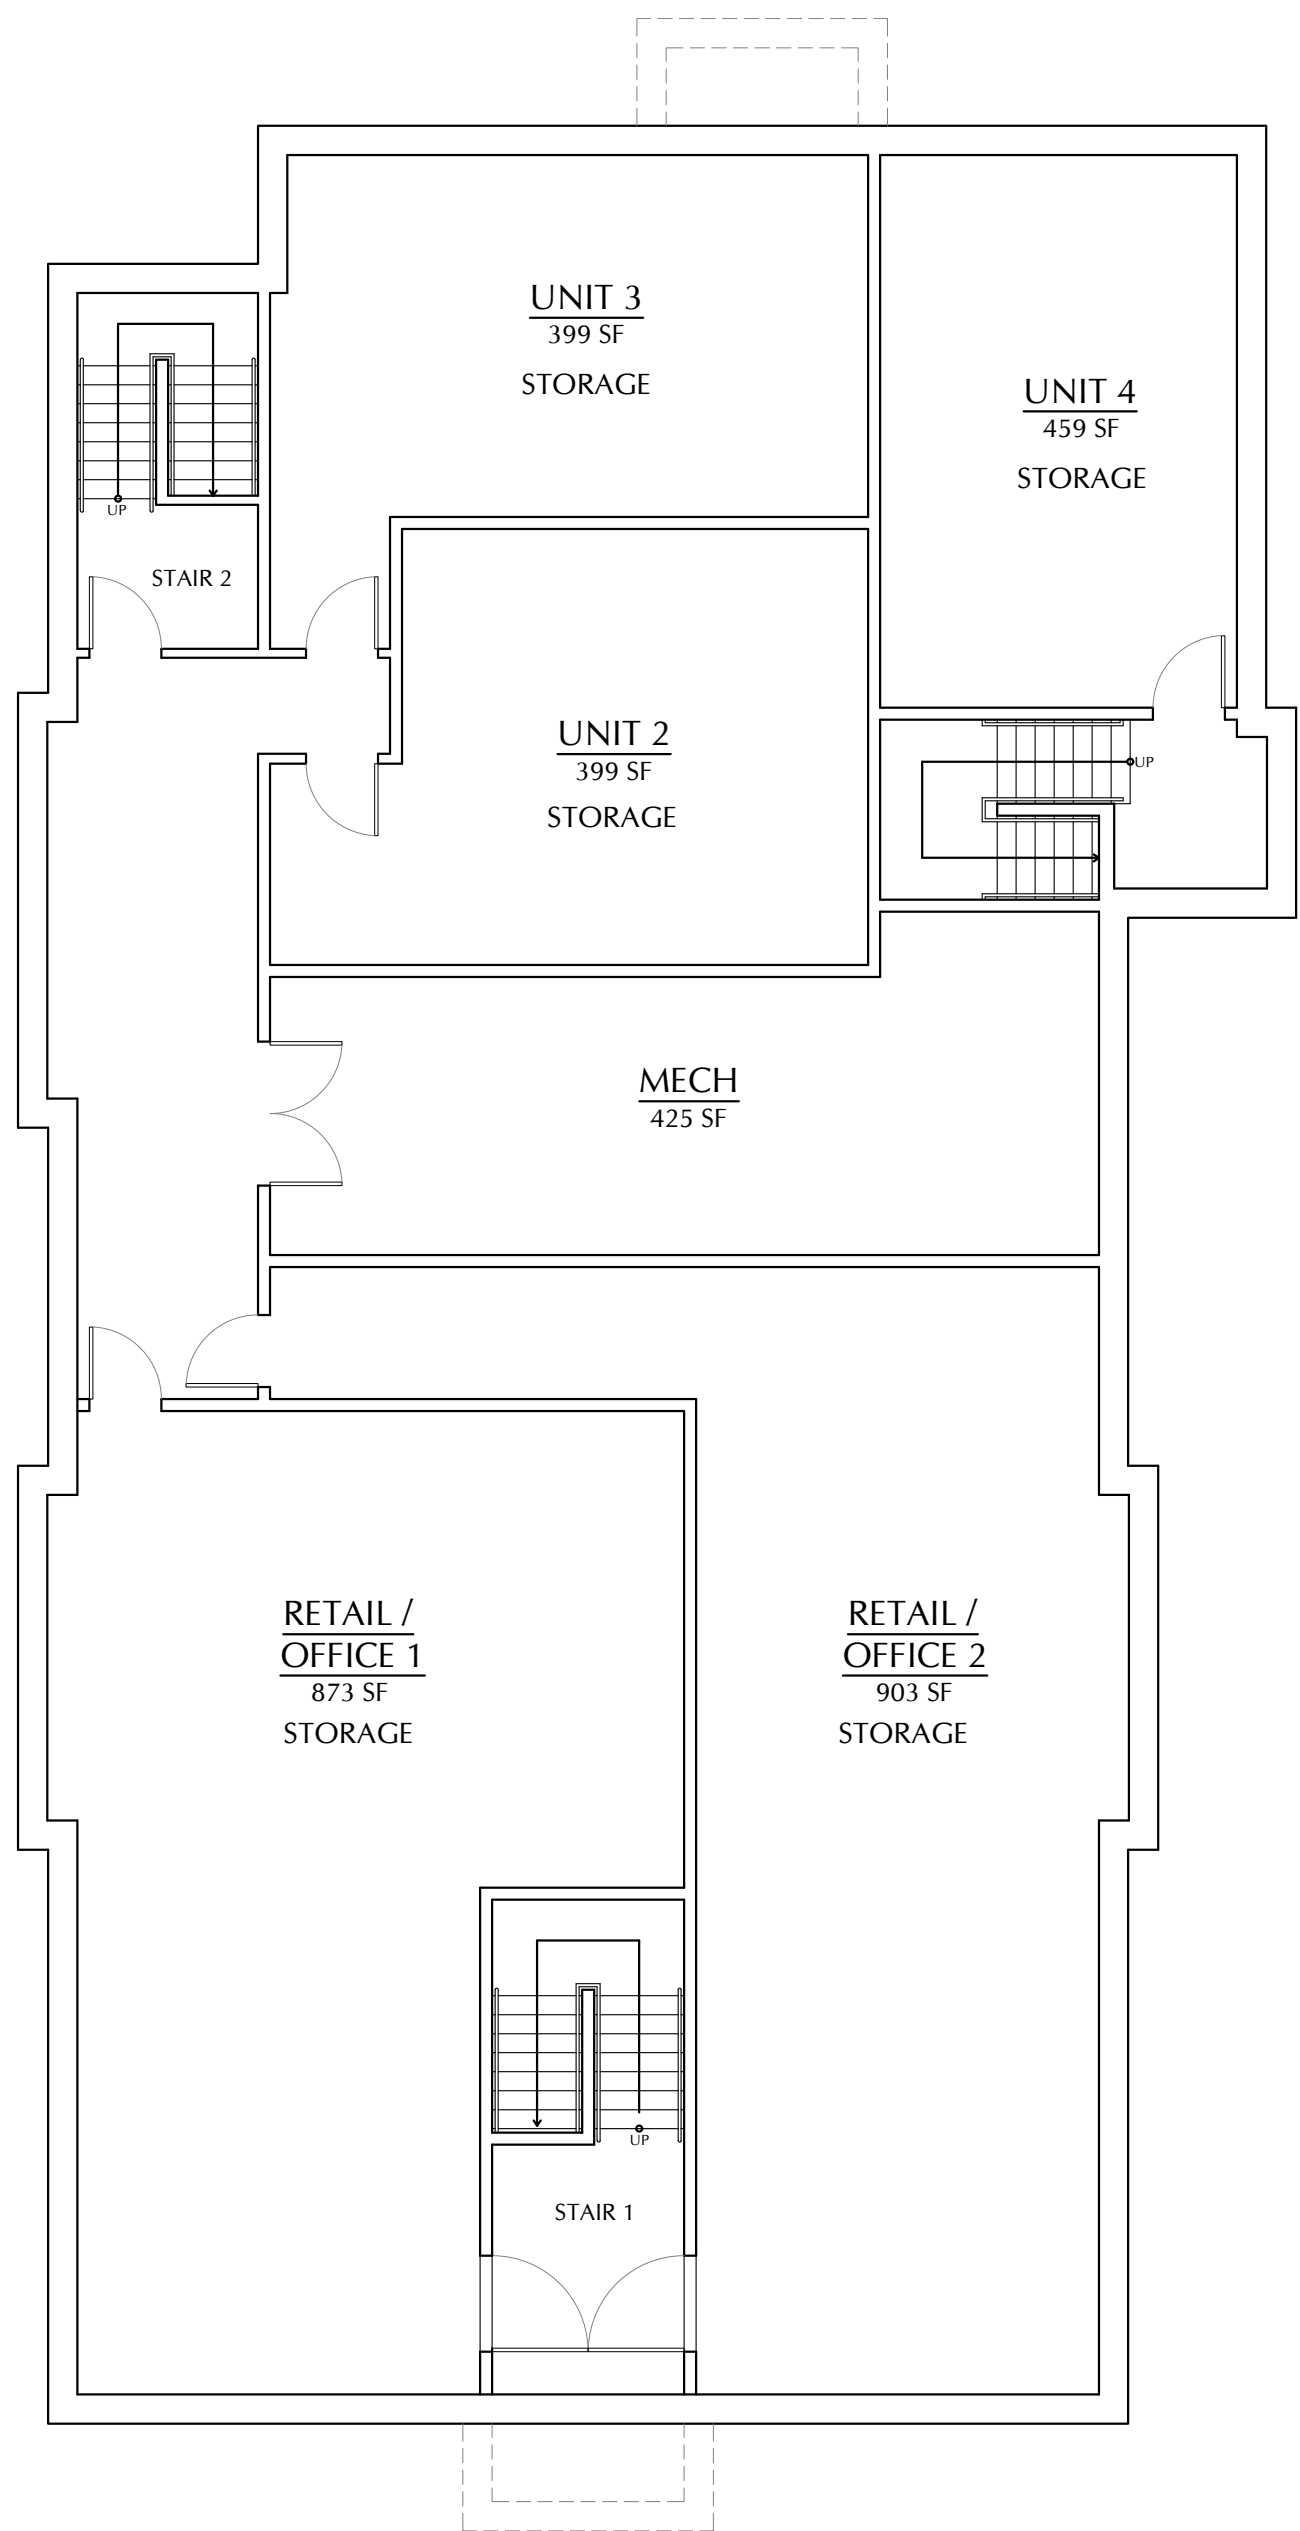 UNIT 3
399 SF
STORAGE
UNIT 4
459 SF
STORAGE
UP
STAIR 2
UNIT 2
399 SF
STORAGE
UP
MECH
425 SF
RETAIL /
OFFICE 1
873 SF
STORAGE
RETAIL /
OFFICE 2
903 SF
STORAGE
UP
STAIR 1